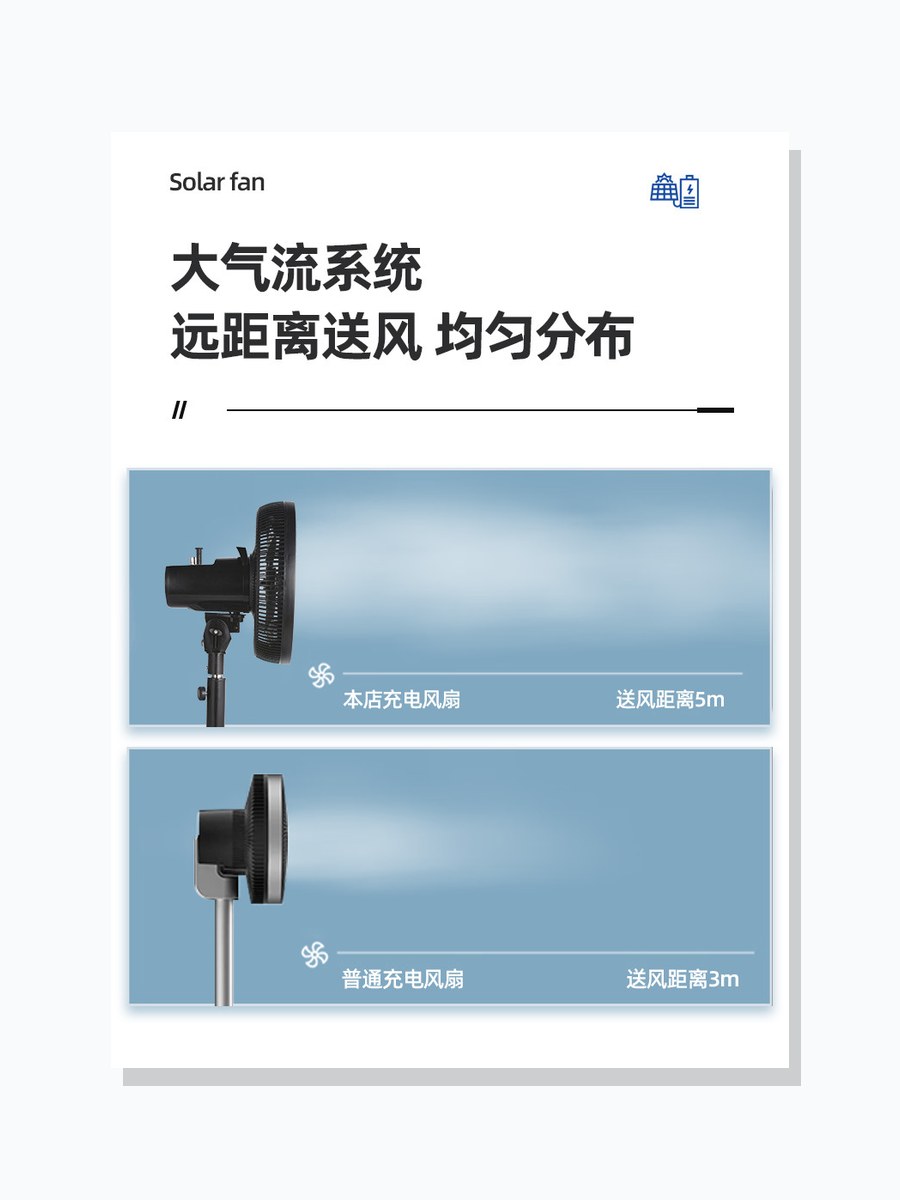 Solar fan
大气流系统
远距离送风 均匀分布
本店充电风扇
送风距离5m
普通充电风扇
送风距离3m